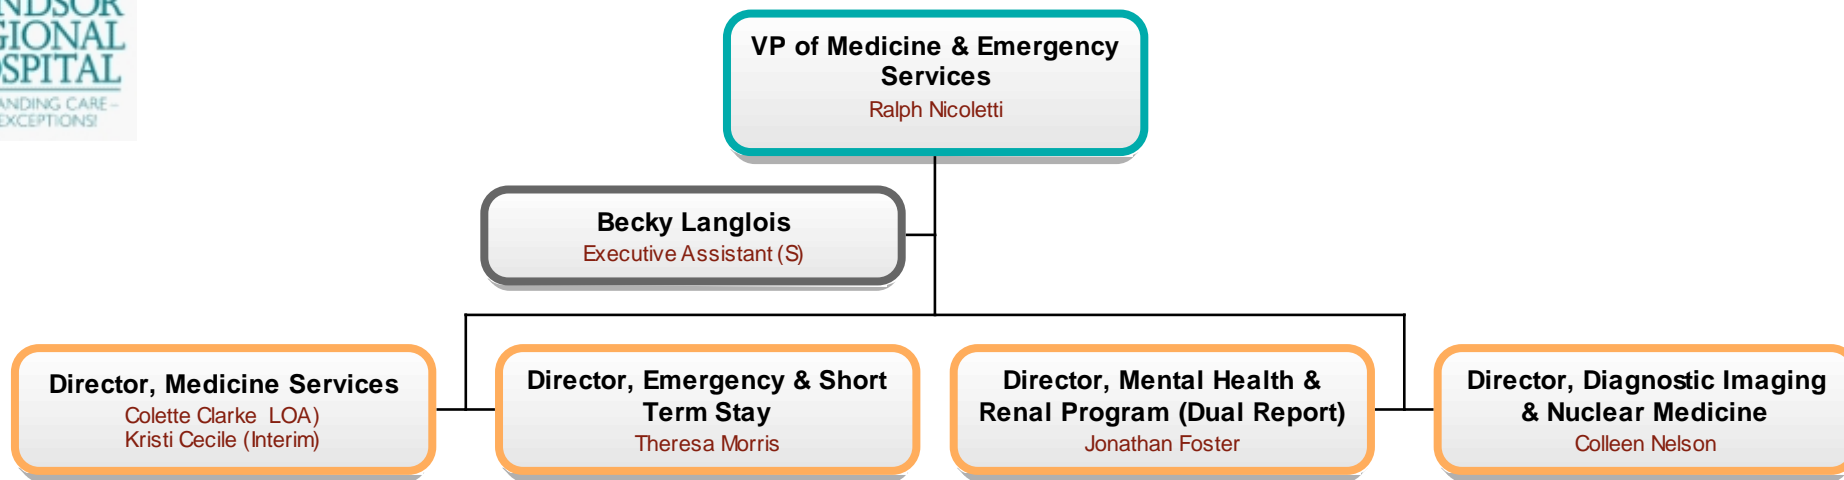 HOSPITAL
VP of Medicine & Emergency
Services
Ralph Nicoletti
Becky Langlois
Executive Assistant (S)
Director, Medicine Services
Colette Clarke LOA)
Kristi Cecile (Interim)
Director, Emergency & Short
Term Stay
Theresa Morris
Director, Mental Health &
Renal Program (Dual Report)
Jonathan Foster
Director, Diagnostic Imaging
& Nuclear Medicine
Colleen Nelson